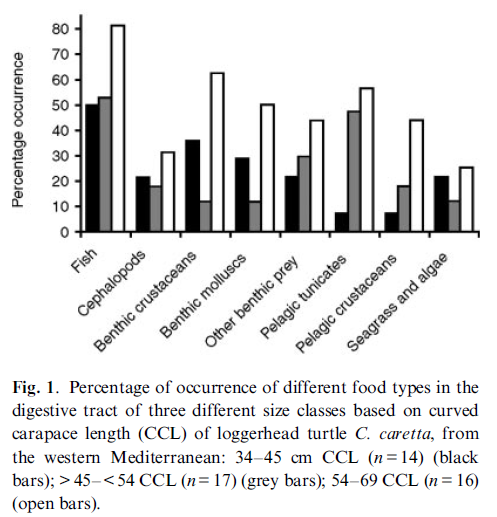 80
70
60
50
40
30
20
10
0
Percentage occurrence
Fish
Cephalopods
Benthic crustaceans
Benthic molluscs
Other benthic prey
Pelagic tunicates
Pelagic crustaceans
Seagrass and algae
Fig. 1. Percentage of occurrence of different food types in the
digestive tract of three different size classes based on curved
carapace length (CCL) of loggerhead turtle C. caretta, from
the western Mediterranean: 34–45 cm CCL (n = 14) (black
bars); > 45–< 54 CCL (n = 17) (grey bars); 54–69 CCL (n = 16)
(open bars).